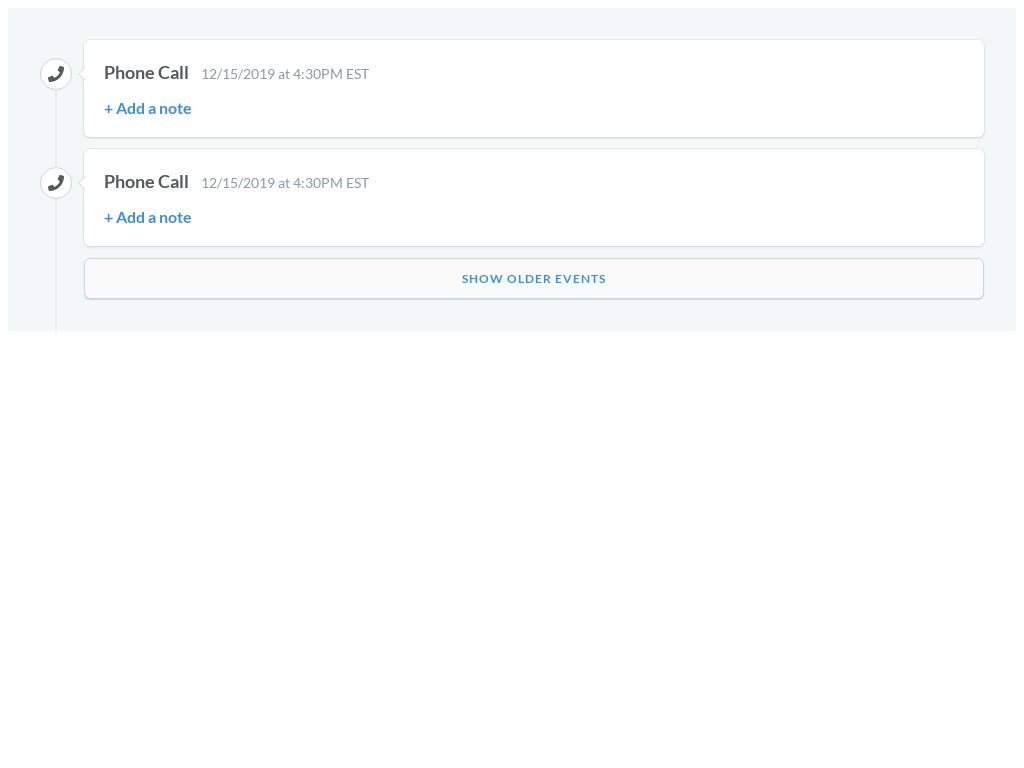 Phone Call 12/15/2019 at 4:30PM EST
+ Add a note
Phone Call 12/15/2019 at 4:30PM EST
+ Add a note
SHOW OLDER EVENTS